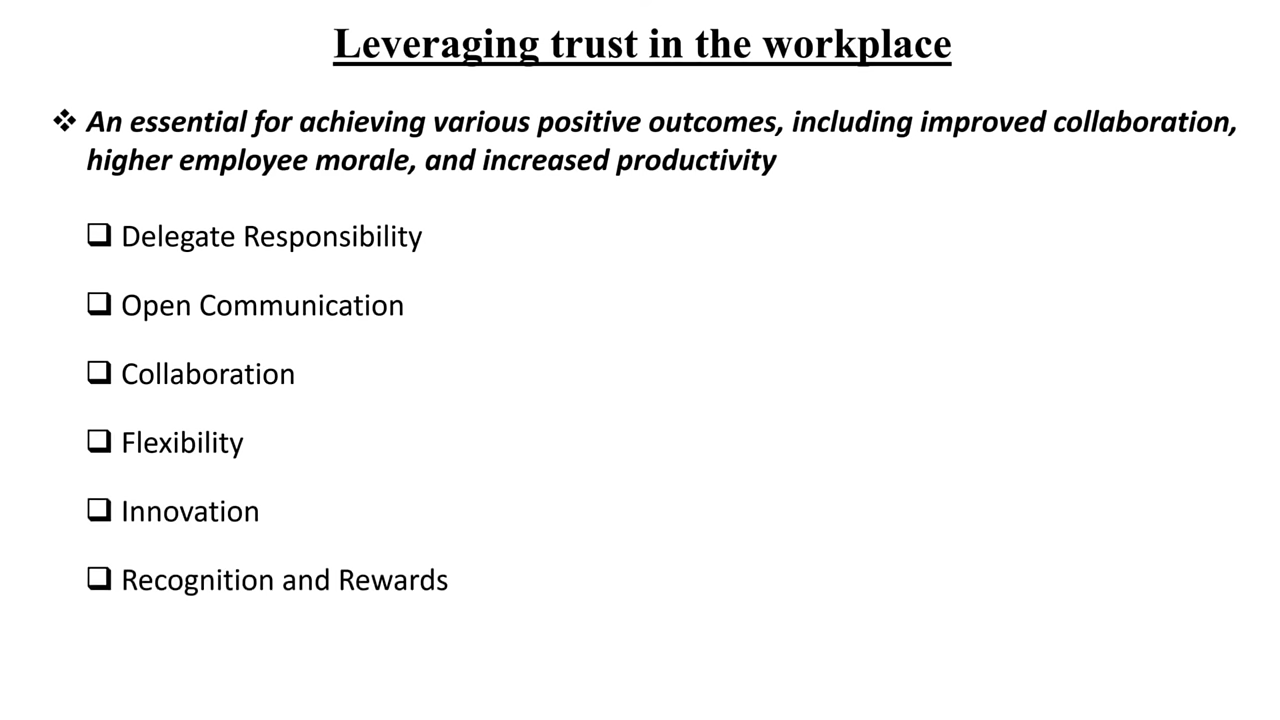 Leveraging trust in the workplace
❖ An essential for achieving various positive outcomes, including improved collaboration,
higher employee morale, and increased productivity
❑ Delegate Responsibility
❑ Open Communication
❑ Collaboration
❑ Flexibility
❑ Innovation
❑ Recognition and Rewards